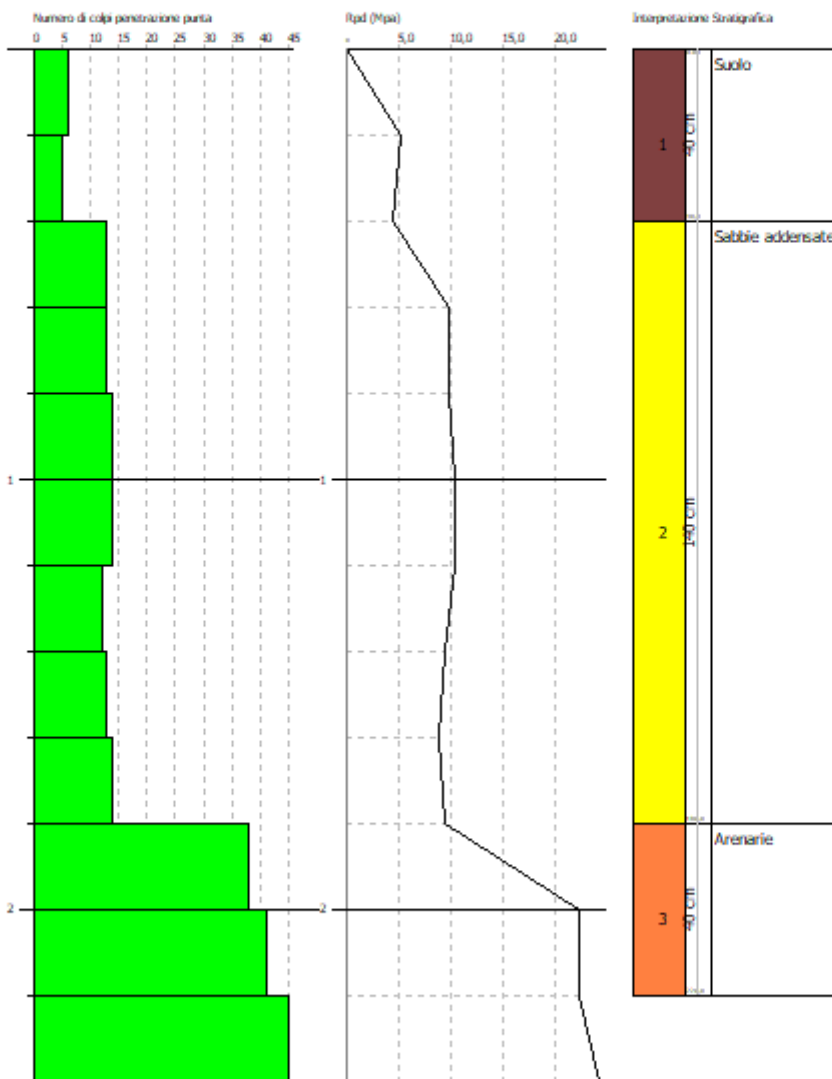 Numero di colpi penetrazione punta
0 5 10 15 20 25 30 35 40 45
Rpd (Mpa)
5,0 10,0 15,0 20,0
Interpretazione Stratigrafica
Suolo
1
40 cm
Sabbie addensate
1
1
2
140 cm
Arenarie
2
2
3
40 cm